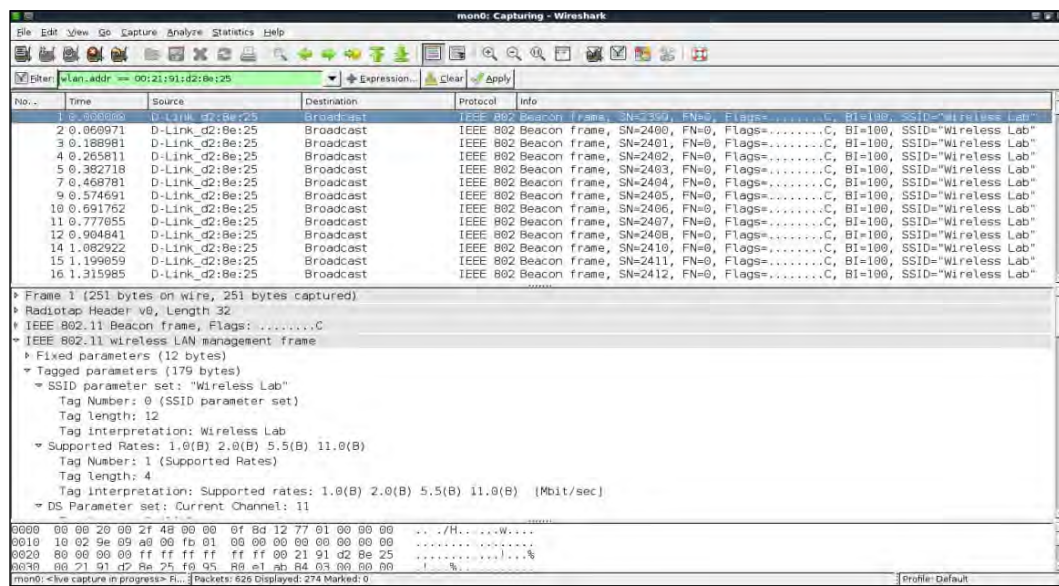 mon0: Capturing - Wireshark
File Edit View Go Capture Analyze Statistics Help
Filter: wlan.addr == 00:21:91:d2:8e:25 Expression... Clear Apply
No. . Time Source Destination Protocol Info
1 0.000000 D-Link_d2:8e:25 Broadcast IEEE 802 Beacon frame, SN=2399, FN=0, Flags=........C, BI=100, SSID="Wireless Lab"
2 0.060971 D-Link_d2:8e:25 Broadcast IEEE 802 Beacon frame, SN=2400, FN=0, Flags=........C, BI=100, SSID="Wireless Lab"
3 0.188981 D-Link_d2:8e:25 Broadcast IEEE 802 Beacon frame, SN=2401, FN=0, Flags=........C, BI=100, SSID="Wireless Lab"
4 0.265811 D-Link_d2:8e:25 Broadcast IEEE 802 Beacon frame, SN=2402, FN=0, Flags=........C, BI=100, SSID="Wireless Lab"
5 0.382718 D-Link_d2:8e:25 Broadcast IEEE 802 Beacon frame, SN=2403, FN=0, Flags=........C, BI=100, SSID="Wireless Lab"
7 0.468781 D-Link_d2:8e:25 Broadcast IEEE 802 Beacon frame, SN=2404, FN=0, Flags=........C, BI=100, SSID="Wireless Lab"
9 0.574691 D-Link_d2:8e:25 Broadcast IEEE 802 Beacon frame, SN=2405, FN=0, Flags=........C, BI=100, SSID="Wireless Lab"
10 0.691762 D-Link_d2:8e:25 Broadcast IEEE 802 Beacon frame, SN=2406, FN=0, Flags=........C, BI=100, SSID="Wireless Lab"
11 0.777055 D-Link_d2:8e:25 Broadcast IEEE 802 Beacon frame, SN=2407, FN=0, Flags=........C, BI=100, SSID="Wireless Lab"
12 0.904841 D-Link_d2:8e:25 Broadcast IEEE 802 Beacon frame, SN=2408, FN=0, Flags=........C, BI=100, SSID="Wireless Lab"
14 1.082922 D-Link_d2:8e:25 Broadcast IEEE 802 Beacon frame, SN=2410, FN=0, Flags=........C, BI=100, SSID="Wireless Lab"
15 1.199059 D-Link_d2:8e:25 Broadcast IEEE 802 Beacon frame, SN=2411, FN=0, Flags=........C, BI=100, SSID="Wireless Lab"
16 1.315985 D-Link_d2:8e:25 Broadcast IEEE 802 Beacon frame, SN=2412, FN=0, Flags=........C, BI=100, SSID="Wireless Lab"
Frame 1 (251 bytes on wire, 251 bytes captured)
Radiotap Header v0, Length 32
IEEE 802.11 Beacon frame, Flags: ........C
IEEE 802.11 wireless LAN management frame
Fixed parameters (12 bytes)
Tagged parameters (179 bytes)
SSID parameter set: "Wireless Lab"
Tag Number: 0 (SSID parameter set)
Tag length: 12
Tag interpretation: Wireless Lab
Supported Rates: 1.0(B) 2.0(B) 5.5(B) 11.0(B)
Tag Number: 1 (Supported Rates)
Tag length: 4
Tag interpretation: Supported rates: 1.0(B) 2.0(B) 5.5(B) 11.0(B) [Mbit/sec]
DS Parameter set: Current Channel: 11
0000 00 00 20 00 2f 48 00 00 0f 8d 12 77 01 00 00 00 .. ./H.. ...w....
0010 10 02 9e 09 a0 00 fb 01 00 00 00 00 00 00 00 00 ........ ........
0020 80 00 00 00 ff ff ff ff ff ff 00 21 91 d2 8e 25 ........ ...!...%
0030 00 21 91 d2 8e 25 f0 95 80 e1 ab 84 03 00 00 00 .!...%.. ........
mon0: <live capture in progress> Fi... Packets: 626 Displayed: 274 Marked: 0 Profile: Default